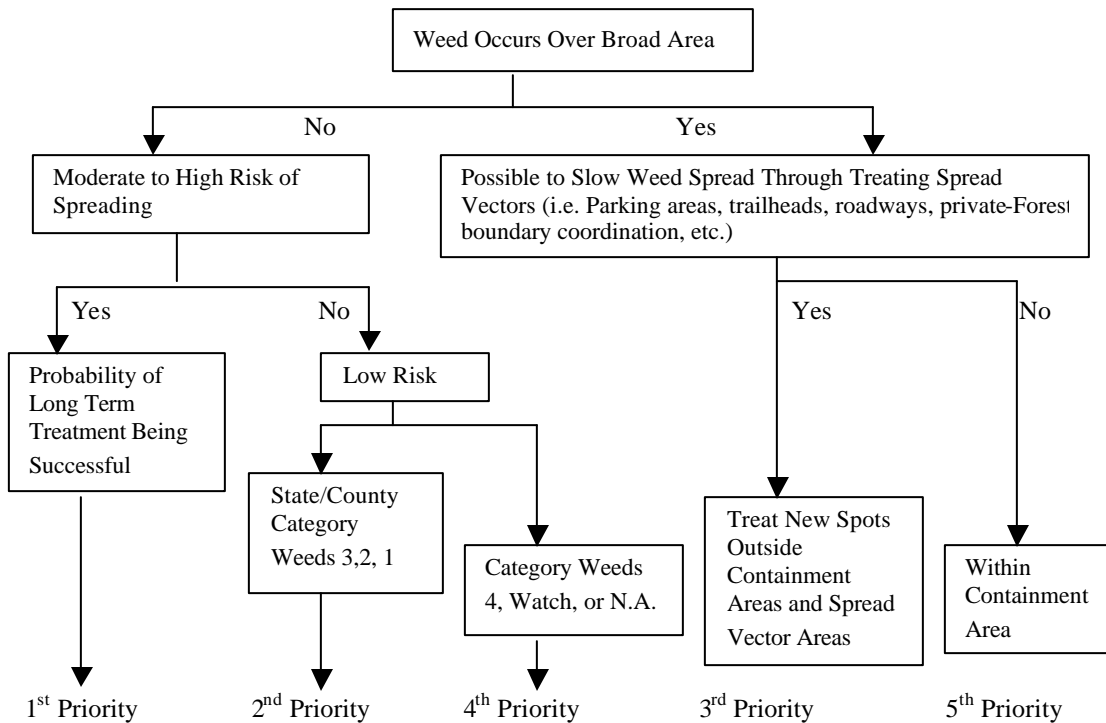 Weed Occurs Over Broad Area
No
Yes
Moderate to High Risk of
Spreading
Possible to Slow Weed Spread Through Treating Spread
Vectors (i.e. Parking areas, trailheads, roadways, private-Forest
boundary coordination, etc.)
Yes
No
Yes
No
Probability of
Long Term
Treatment Being
Successful
Low Risk
State/County
Category
Weeds 3,2, 1
Category Weeds
4, Watch, or N.A.
Treat New Spots
Outside
Containment
Areas and Spread
Vector Areas
Within
Containment
Area
1st Priority
2nd Priority
4th Priority
3rd Priority
5th Priority